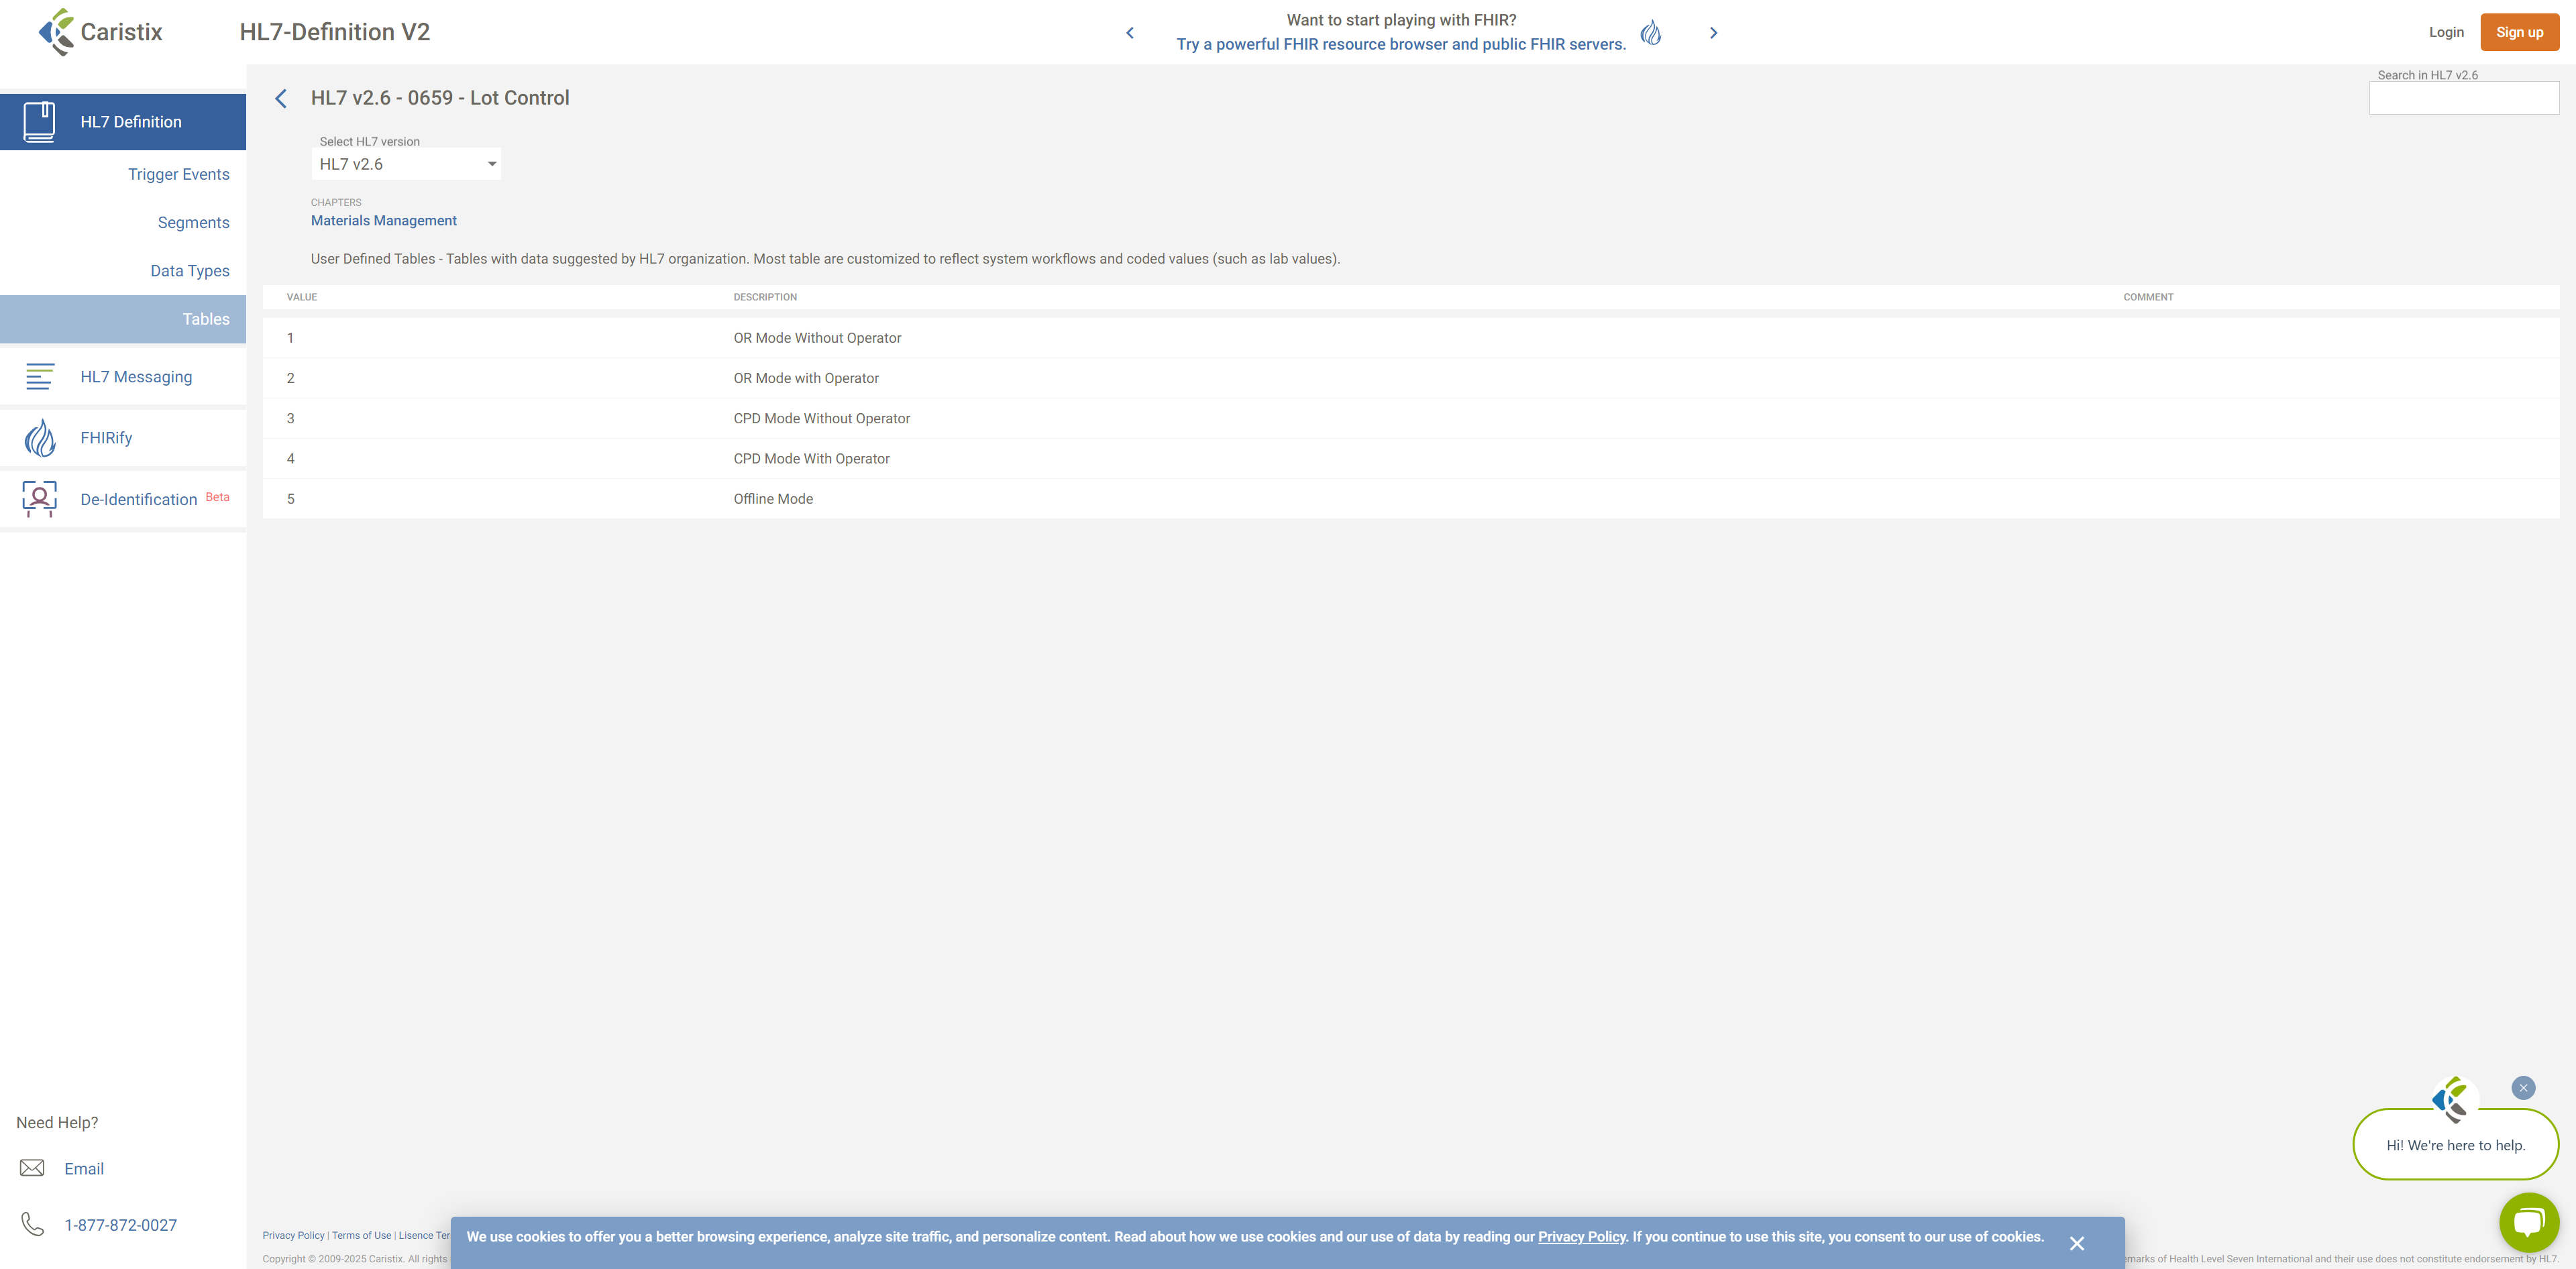 Caristix
HL7-Definition V2
Want to start playing with FHIR?
Try a powerful FHIR resource browser and public FHIR servers.
Login
Sign up
HL7 Definition
Trigger Events
Segments
Data Types
Tables
HL7 Messaging
FHIRify
De-Identification Beta
Need Help?
Email
1-877-872-0027
HL7 v2.6 - 0659 - Lot Control
Search in HL7 v2.6
Select HL7 version
HL7 v2.6
CHAPTERS
Materials Management
User Defined Tables - Tables with data suggested by HL7 organization. Most table are customized to reflect system workflows and coded values (such as lab values).
VALUE DESCRIPTION COMMENT
1 OR Mode Without Operator
2 OR Mode with Operator
3 CPD Mode Without Operator
4 CPD Mode With Operator
5 Offline Mode
Hi! We're here to help.
Privacy Policy | Terms of Use | Lisence Ter
We use cookies to offer you a better browsing experience, analyze site traffic, and personalize content. Read about how we use cookies and our use of data by reading our Privacy Policy. If you continue to use this site, you consent to our use of cookies.
Copyright © 2009-2025 Caristix. All rights
emarks of Health Level Seven International and their use does not constitute endorsement by HL7.